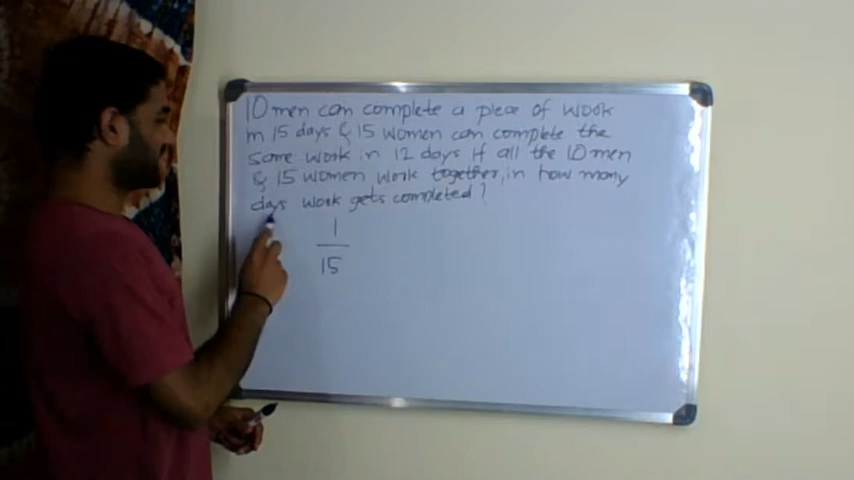 10 men can complete a piece of work
in 15 days & 15 women can complete the
same work in 12 days If all the 10 men
& 15 women work together, in how many
days work gets completed?
1
15